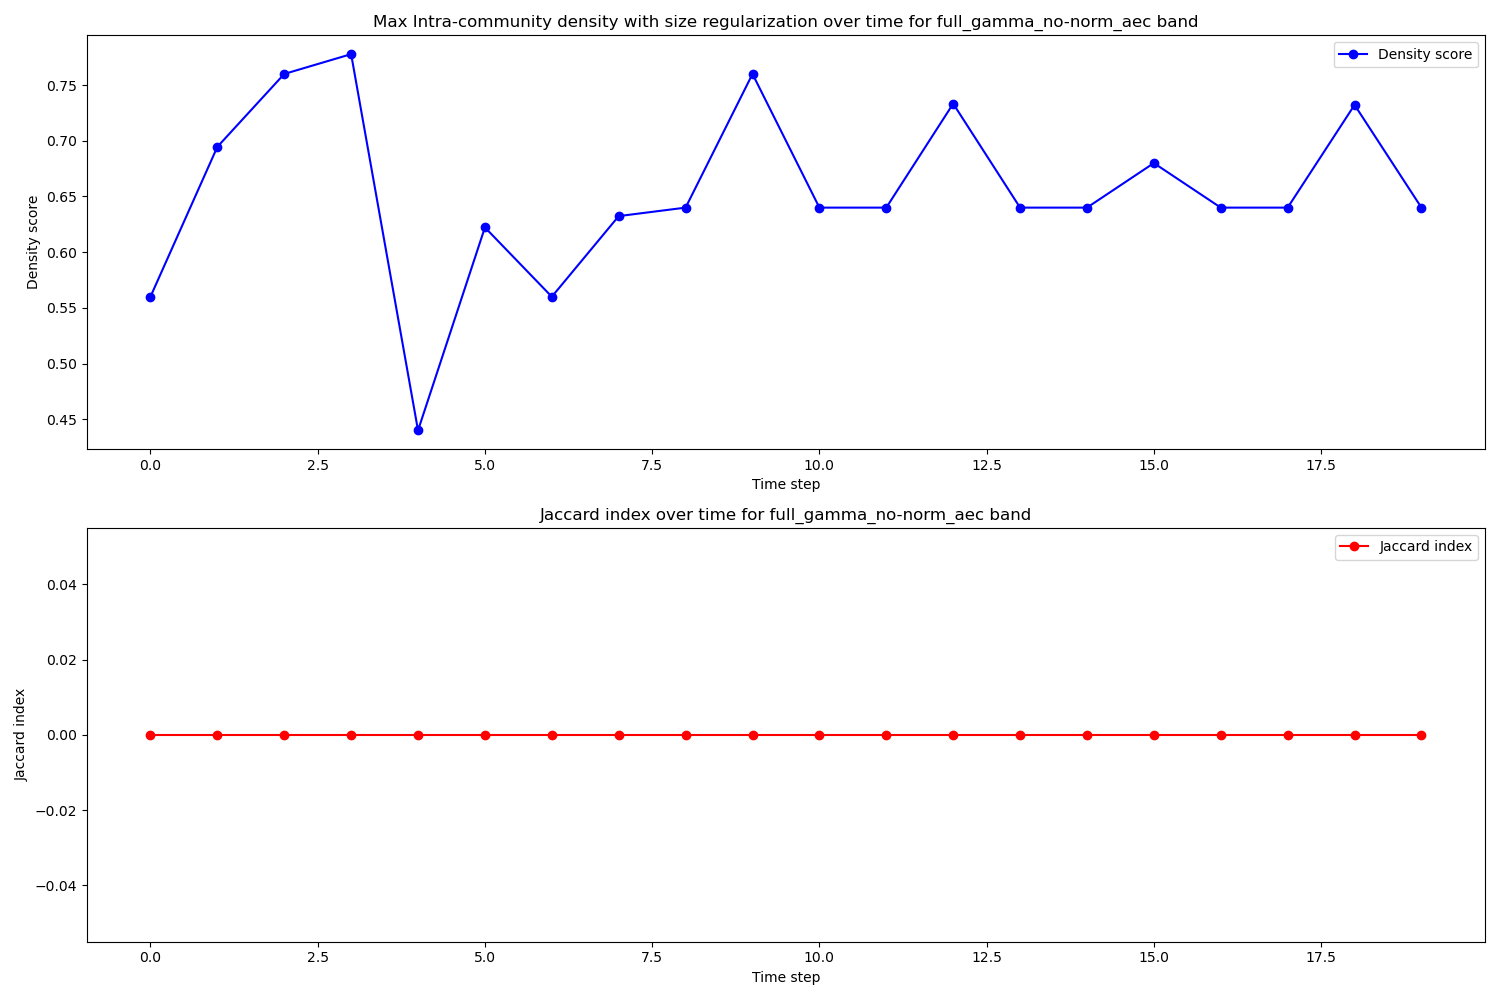 Max Intra-community density with size regularization over time for full_gamma_no-norm_aec band
Density score
0.75
0.70
0.65
0.60
0.55
0.50
0.45
Density score
0.0 2.5 5.0 7.5 10.0 12.5 15.0 17.5
Time step
Jaccard index over time for full_gamma_no-norm_aec band
Jaccard index
0.04
0.02
0.00
−0.02
−0.04
Jaccard index
0.0 2.5 5.0 7.5 10.0 12.5 15.0 17.5
Time step